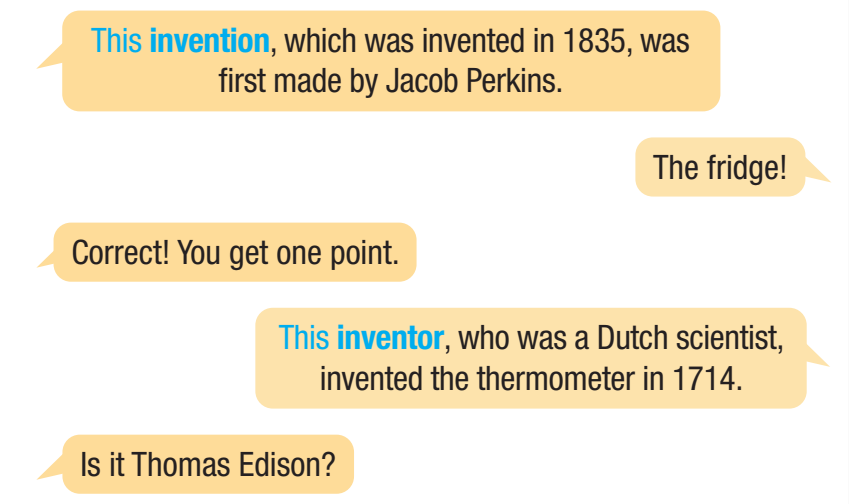 This invention, which was invented in 1835, was
first made by Jacob Perkins.
The fridge!
Correct! You get one point.
This inventor, who was a Dutch scientist,
invented the thermometer in 1714.
Is it Thomas Edison?